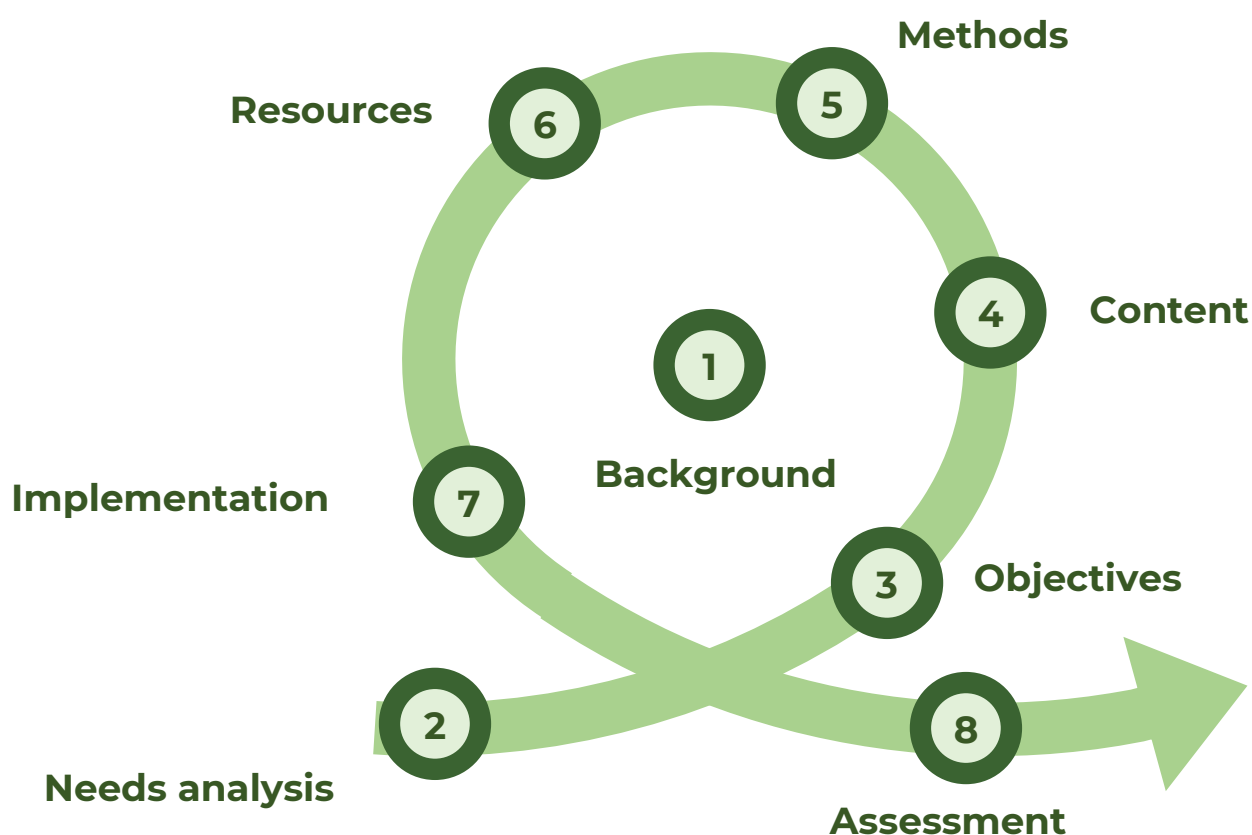 Methods
5
Resources
6
4
Content
1
Background
Implementation
7
3
Objectives
2
8
Needs analysis
Assessment